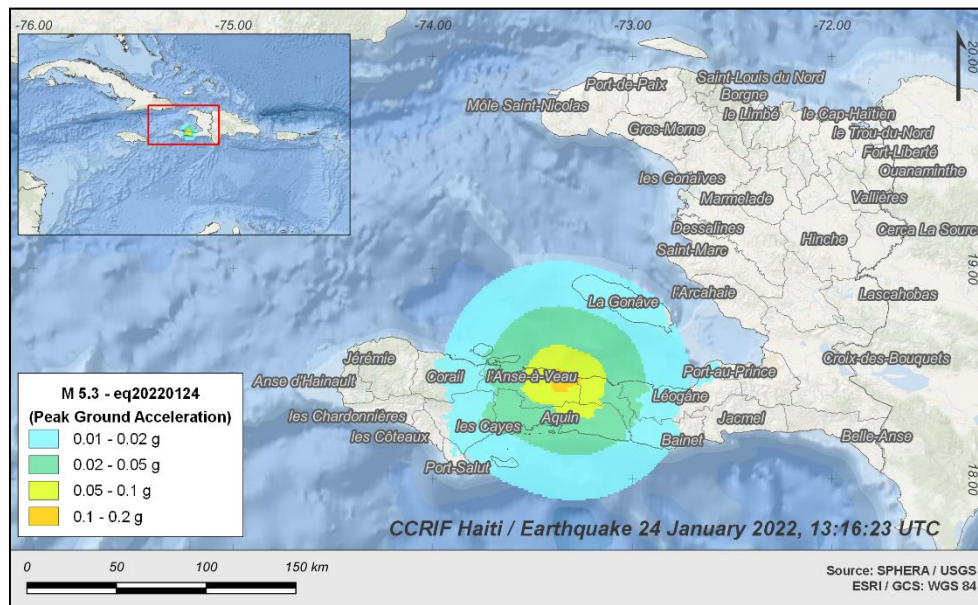 -76.00
-75.00
-74.00
-73.00
-72.00
20.00
19.00
18.00
Port-de-Paix
Saint-Louis du Nord
Borgne
Môle Saint-Nicolas
le Limbé
le Cap-Haïtien
Gros-Morne
le Trou-du-Nord
Fort-Liberté
Ouanaminthe
les Gonaïves
Marmelade
Vallières
Dessalines
Hinche
Cerça La Sourc
Saint-Marc
La Gonâve
l'Arcahaie
Lascahobas
Jérémie
Corail
l'Anse-à-Veau
Port-au-Prince
Croix-des-Bouquets
Anse d'Hainault
Léogâne
les Chardonnières
les Cayes
Aquin
Jacmel
les Côteaux
Bainet
Belle-Anse
Port-Salut
M 5.3 - eq20220124
(Peak Ground Acceleration)
0.01 - 0.02 g
0.02 - 0.05 g
0.05 - 0.1 g
0.1 - 0.2 g
CCRIF Haiti / Earthquake 24 January 2022, 13:16:23 UTC
0 50 100 150 km
Source: SPHERA / USGS
ESRI / GCS: WGS 84